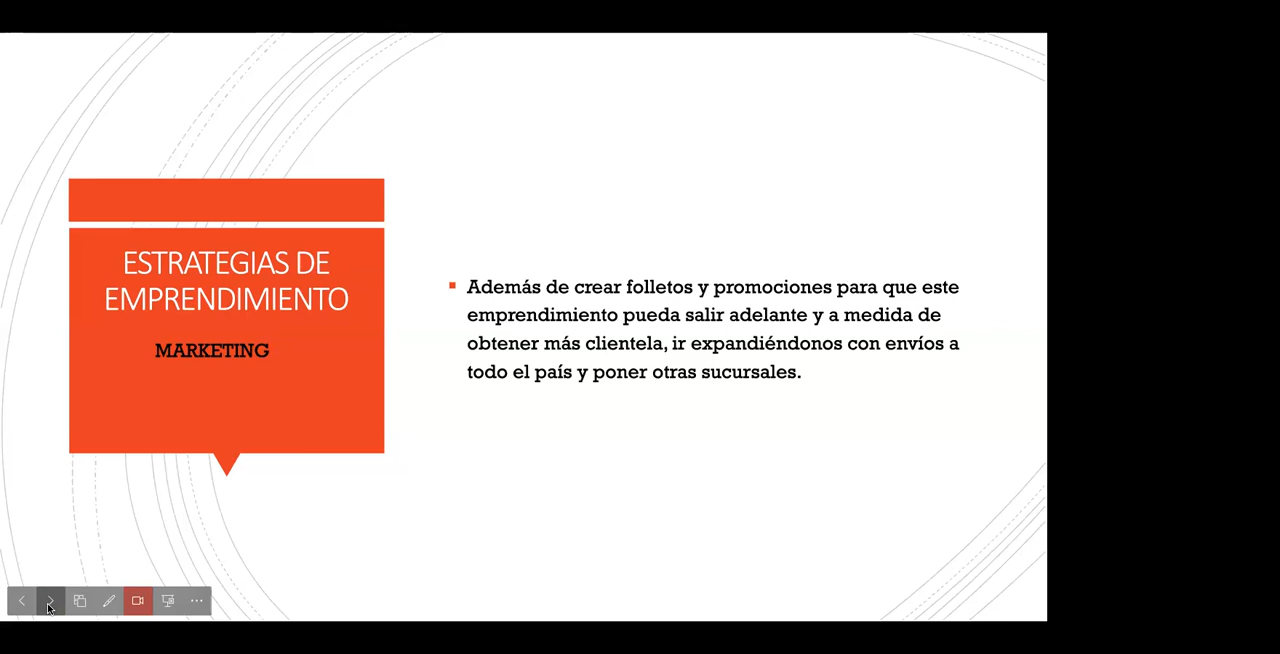 ESTRATEGIAS DE
EMPRENDIMIENTO
MARKETING
Además de crear folletos y promociones para que este
emprendimiento pueda salir adelante y a medida de
obtener más clientela, ir expandiéndonos con envíos a
todo el país y poner otras sucursales.